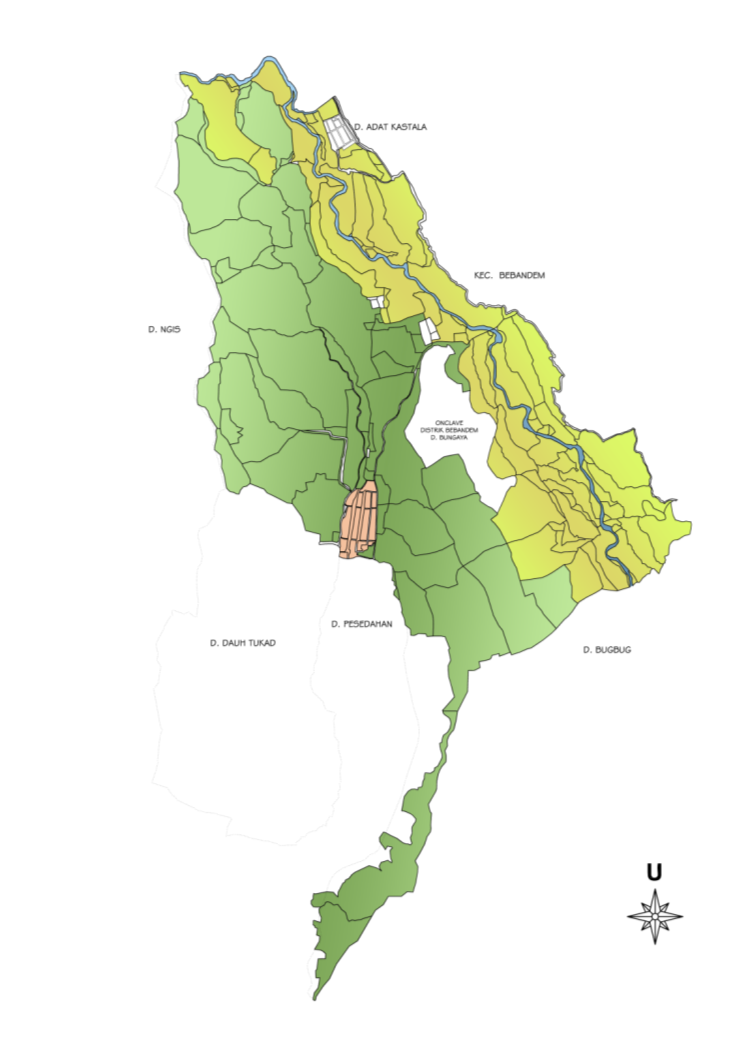 D. ADAT KASTALA
KEC. BEBANDEM
D. NGIS
ONCLAVE
DISTRIK BEBANDEM
D. BUNGAYA
D. PESEDAHAN
D. DAUH TUKAD
D. BUGBUG
U